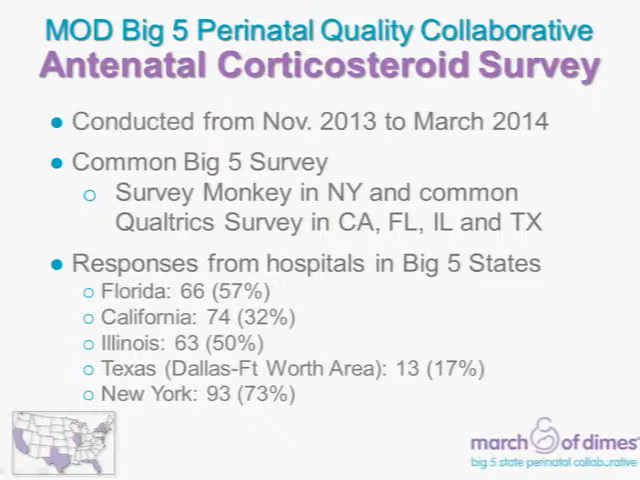 MOD Big 5 Perinatal Quality Collaborative
Antenatal Corticosteroid Survey
● Conducted from Nov. 2013 to March 2014
● Common Big 5 Survey
o Survey Monkey in NY and common
Qualtrics Survey in CA, FL, IL and TX
● Responses from hospitals in Big 5 States
o Florida: 66 (57%)
o California: 74 (32%)
o Illinois: 63 (50%)
o Texas (Dallas-Ft Worth Area): 13 (17%)
o New York: 93 (73%)
march of dimes®
big 5 state perinatal collaborative